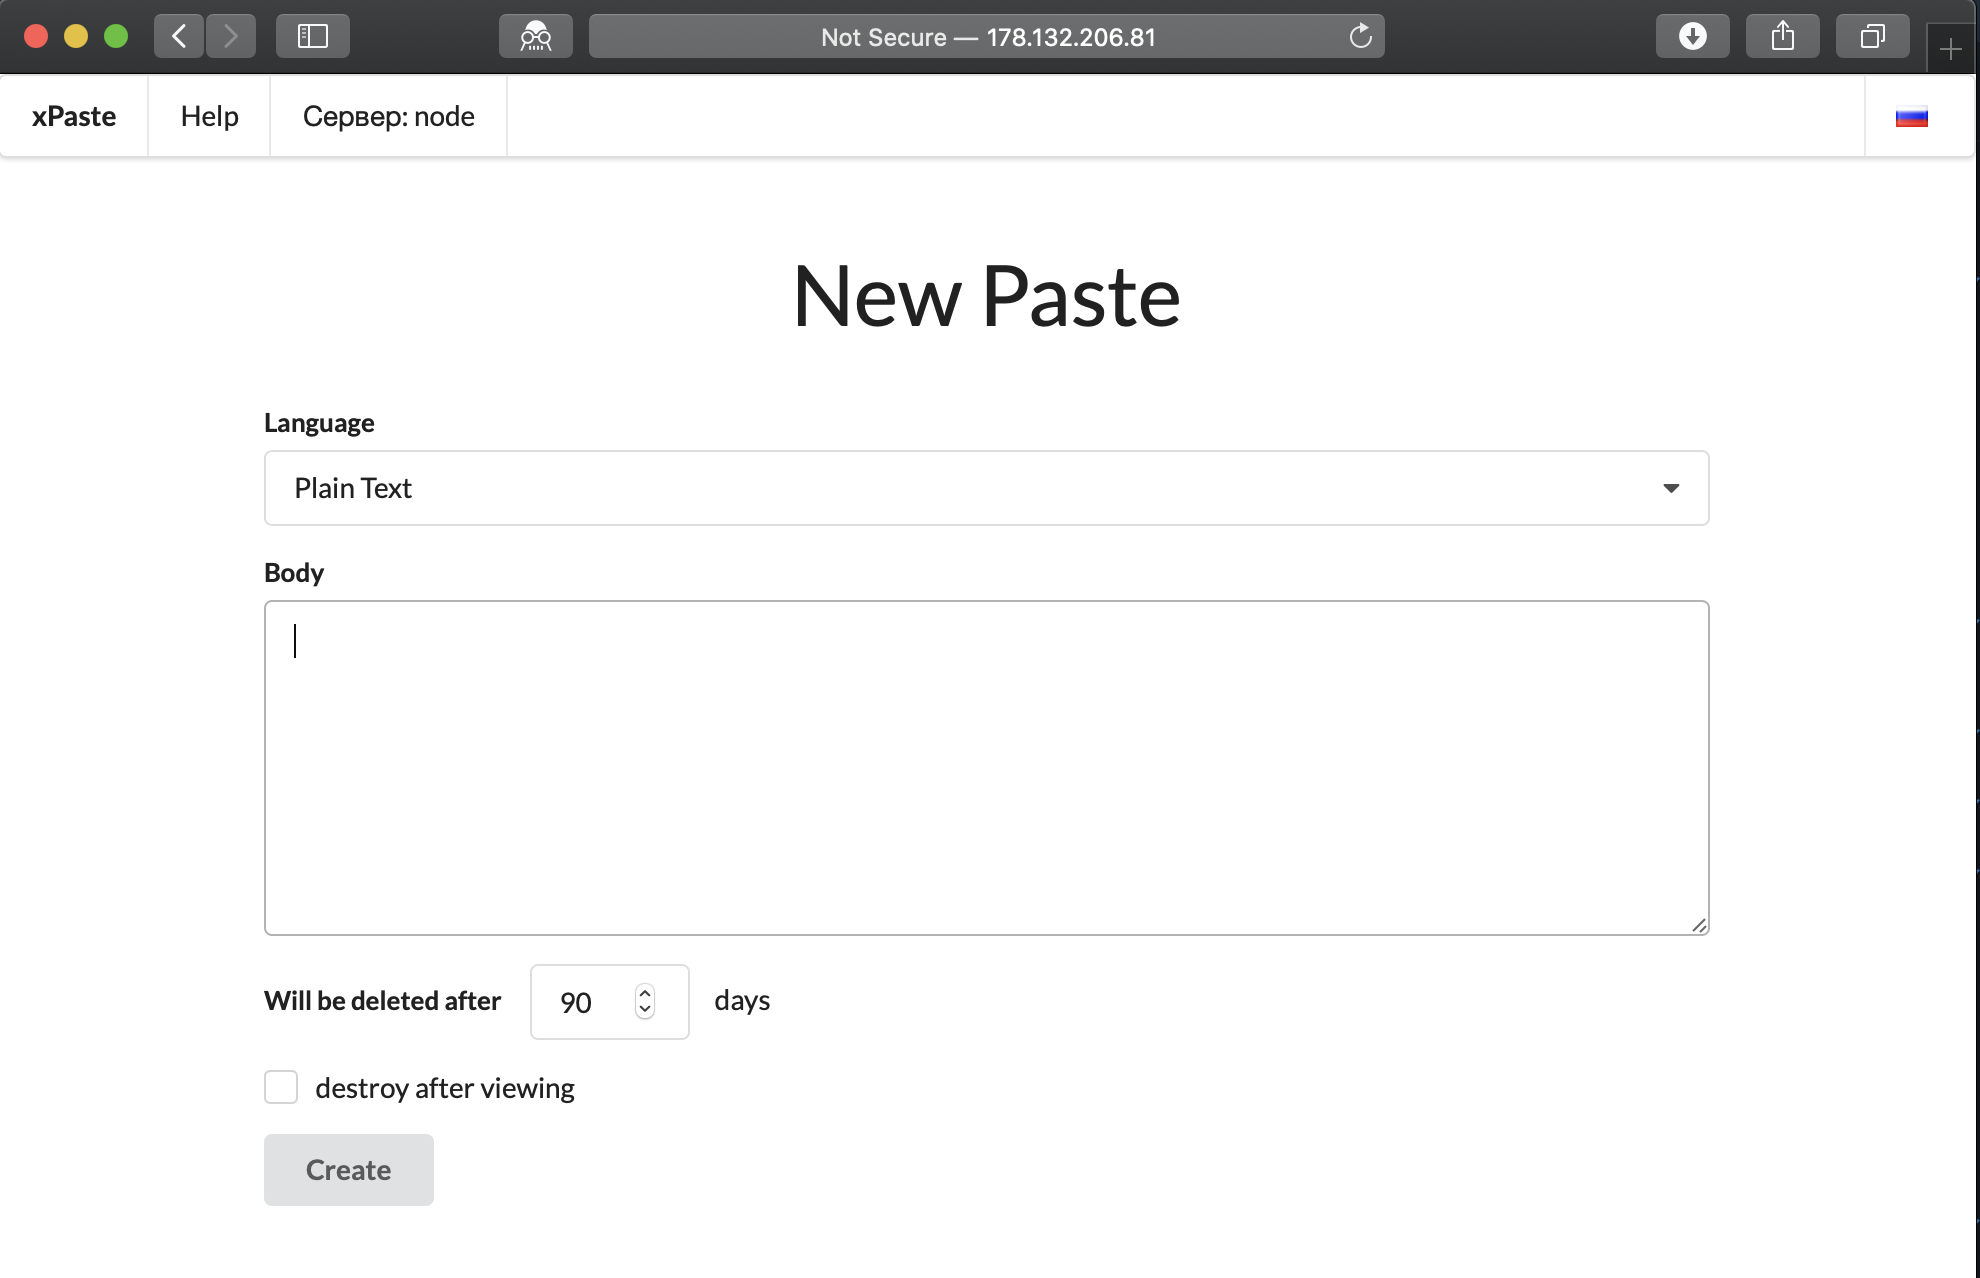 Not Secure — 178.132.206.81
xPaste Help Сервер: node
New Paste
Language
Plain Text
Body
Will be deleted after 90 days
destroy after viewing
Create